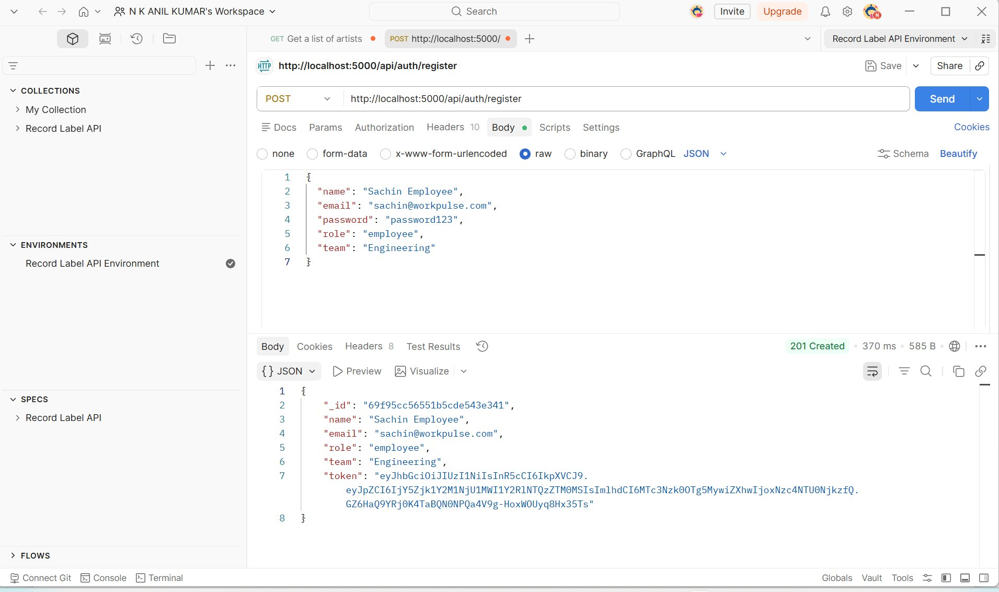 N K ANIL KUMAR's Workspace
Search
Invite
Upgrade
GET Get a list of artists
POST http://localhost:5000/
Record Label API Environment
HTTP http://localhost:5000/api/auth/register
Save
Share
COLLECTIONS
My Collection
Record Label API
ENVIRONMENTS
Record Label API Environment
SPECS
Record Label API
FLOWS
POST http://localhost:5000/api/auth/register
Send
Docs Params Authorization Headers 10 Body Scripts Settings
Cookies
none form-data x-www-form-urlencoded raw binary GraphQL JSON
Schema Beautify
1 {
2 "name": "Sachin Employee",
3 "email": "sachin@workpulse.com",
4 "password": "password123",
5 "role": "employee",
6 "team": "Engineering"
7 }
Body Cookies Headers 8 Test Results
201 Created • 370 ms • 585 B
{} JSON Preview Visualize
1 {
2 "_id": "69f95cc56551b5cde543e341",
3 "name": "Sachin Employee",
4 "email": "sachin@workpulse.com",
5 "role": "employee",
6 "team": "Engineering",
7 "token": "eyJhbGciOiJIUzI1NiIsInR5cCI6IkpXVCJ9.
eyJpZCI6IjY5Zjk1Y2M1NjU1MWI1Y2RlNTQzZTM0MSIsImlhdCI6MTc3Nzk0OTg5MywiZXhwIjoxNzc4NTU0NjkzfQ.
GZ6HaQ9YRj0K4TaBQN0NPQa4V9g-HoxWOUyq8Hx35Ts"
8 }
Connect Git Console Terminal
Globals Vault Tools